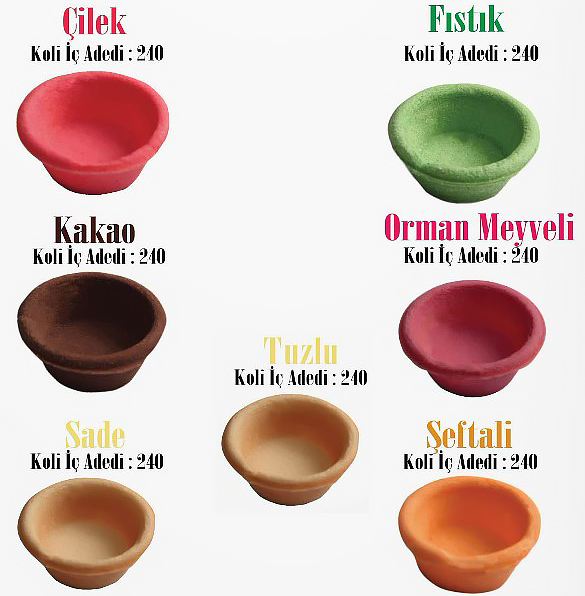 Çilek
Koli İç Adedi : 240
Fıstık
Koli İç Adedi : 240
Kakao
Koli İç Adedi : 240
Orman Meyveli
Koli İç Adedi : 240
Tuzlu
Koli İç Adedi : 240
Sade
Koli İç Adedi : 240
Şeftali
Koli İç Adedi : 240